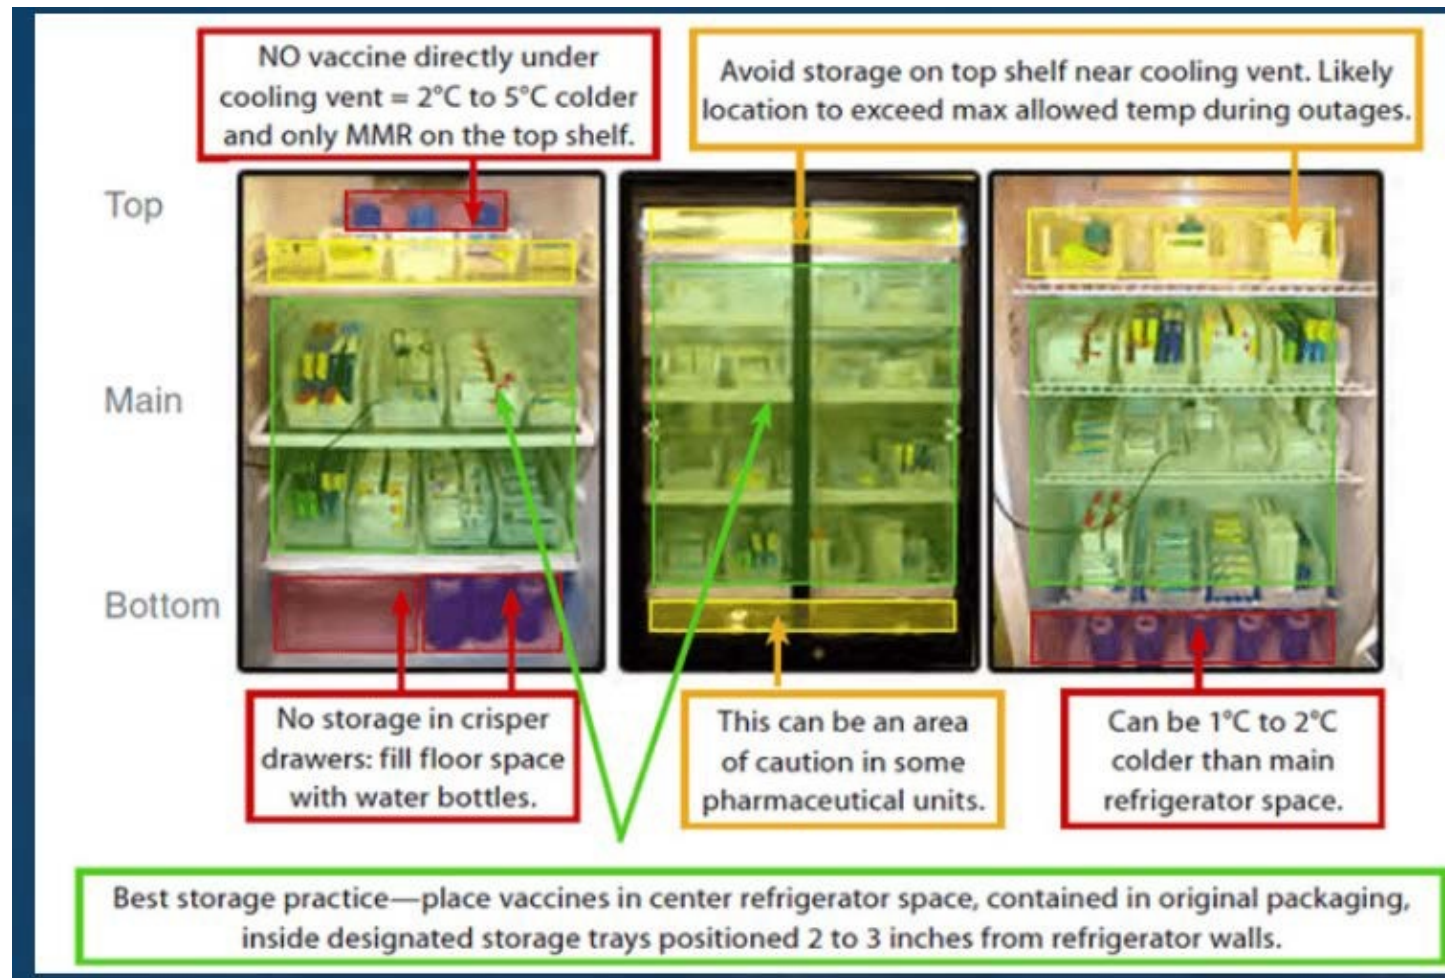 NO vaccine directly under
cooling vent = 2°C to 5°C colder
and only MMR on the top shelf.
Avoid storage on top shelf near cooling vent. Likely
location to exceed max allowed temp during outages.
Top
Main
Bottom
No storage in crisper
drawers: fill floor space
with water bottles.
This can be an area
of caution in some
pharmaceutical units.
Can be 1°C to 2°C
colder than main
refrigerator space.
Best storage practice—place vaccines in center refrigerator space, contained in original packaging,
inside designated storage trays positioned 2 to 3 inches from refrigerator walls.